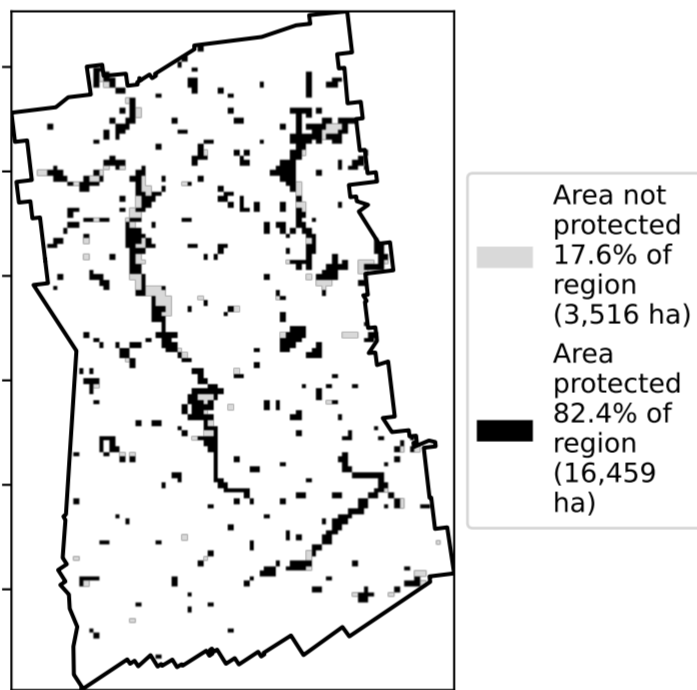 Area not
protected
17.6% of
region
(3,516 ha)
Area
protected
82.4% of
region
(16,459
ha)